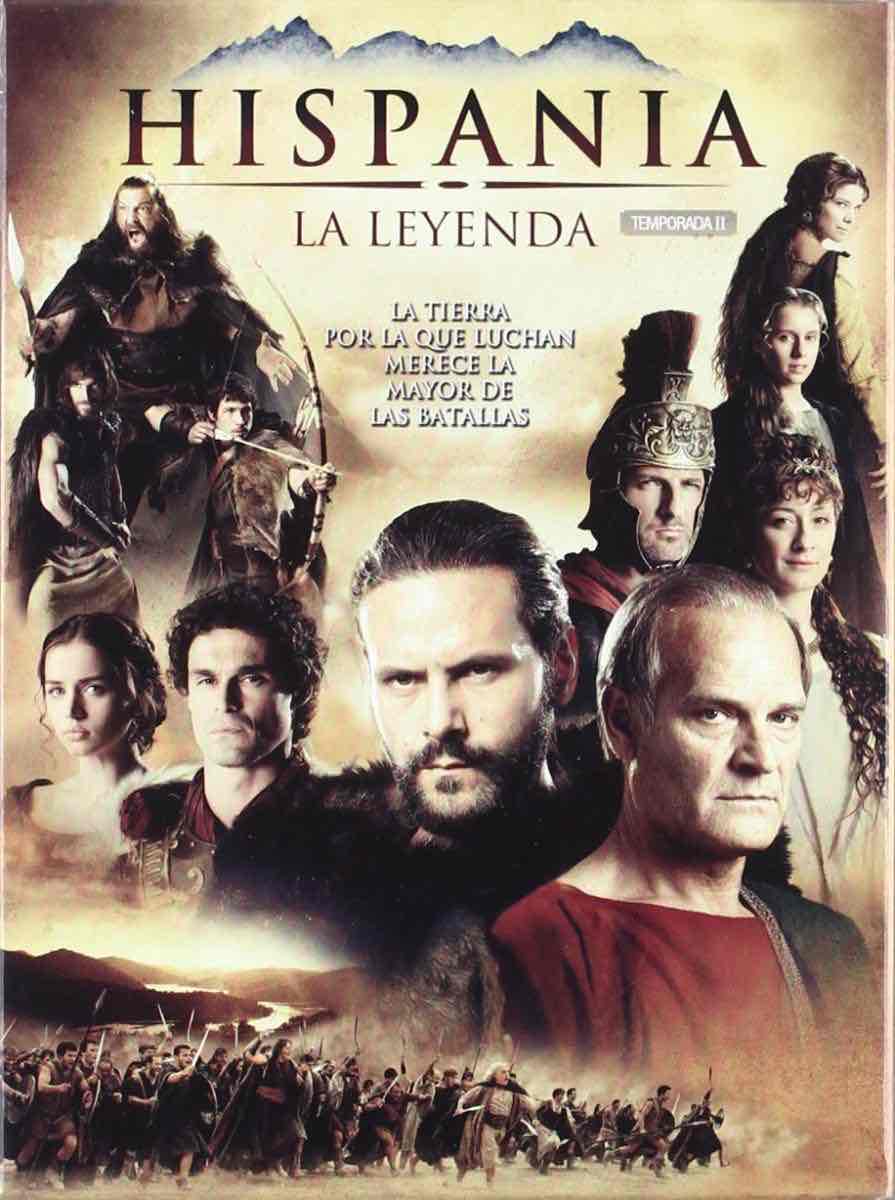 HISPANIA
LA LEYENDA TEMPORADA II
LA TIERRA
POR LA QUE LUCHAN
MERECE LA
MAYOR DE
LAS BATALLAS